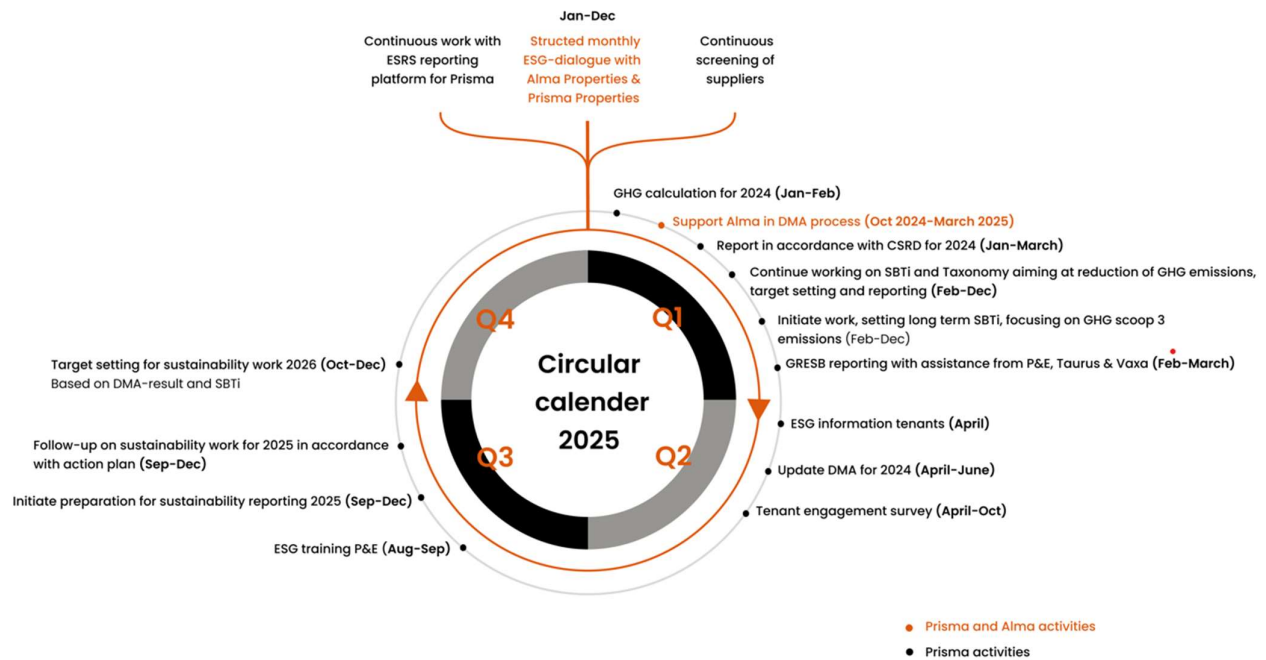 Jan-Dec
Continuous work with
ESRS reporting
platform for Prisma
Structed monthly
ESG-dialogue with
Alma Properties &
Prisma Properties
Continuous
screening of
suppliers
GHG calculation for 2024 (Jan-Feb)
Support Alma in DMA process (Oct 2024-March 2025)
Report in accordance with CSRD for 2024 (Jan-March)
Continue working on SBTi and Taxonomy aiming at reduction of GHG emissions,
target setting and reporting (Feb-Dec)
Initiate work, setting long term SBTi, focusing on GHG scoop 3
emissions (Feb-Dec)
GRESB reporting with assistance from P&E, Taurus & Vaxa (Feb-March)
ESG information tenants (April)
Update DMA for 2024 (April-June)
Tenant engagement survey (April-Oct)
ESG training P&E (Aug-Sep)
Initiate preparation for sustainability reporting 2025 (Sep-Dec)
Follow-up on sustainability work for 2025 in accordance
with action plan (Sep-Dec)
Target setting for sustainability work 2026 (Oct-Dec)
Based on DMA-result and SBTi
Q1
Q2
Q3
Q4
Circular
calender
2025
Prisma and Alma activities
Prisma activities